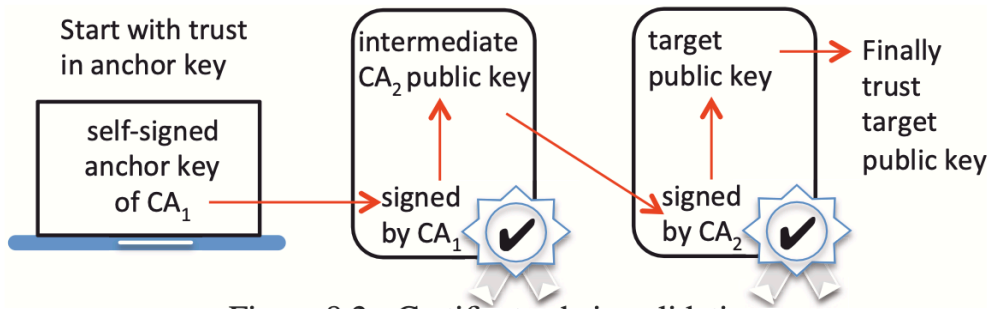 Start with trust
in anchor key
self-signed
anchor key
of CA₁
intermediate
CA₂ public key
signed
by CA₁
target
public key
signed
by CA₂
Finally
trust
target
public key